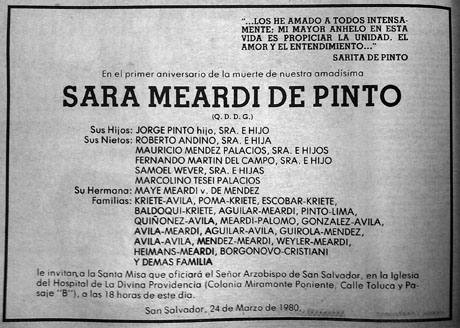 “...LOS HE AMADO A TODOS INTENSA-
MENTE; MI MAYOR ANHELO EN ESTA
VIDA ES PROPICIAR LA UNIDAD, EL
AMOR Y EL ENTENDIMIENTO...”
SARITA DE PINTO
En el primer aniversario de la muerte de nuestra amadísima
SARA MEARDI DE PINTO
(Q. D. D. G.)
Sus Hijos: JORGE PINTO hijo, SRA. E HIJO
Sus Nietos: ROBERTO ANDINO, SRA. E HIJA
MAURICIO MENDEZ PALACIOS, SRA. E HIJOS
FERNANDO MARTIN DEL CAMPO, SRA. E HIJO
SAMOEL WEVER, SRA. E HIJAS
MARCOLINO TESEI PALACIOS
Su Hermana: MAYE MEARDI v. DE MENDEZ
Familias: KRIETE-AVILA, POMA-KRIETE, ESCOBAR-KRIETE,
BALDOQUI-KRIETE, AGUILAR-MEARDI, PINTO-LIMA,
QUIÑONEZ-AVILA, MEARDI-PALOMO, GONZALEZ-AVILA,
AVILA-MEARDI, AGUILAR-AVILA, GUIROLA-MENDEZ,
AVILA-AVILA, MENDEZ-MEARDI, WEYLER-MEARDI,
HEIMANS-MEARDI, BORGONOVO-CRISTIANI
Y DEMAS FAMILIA
le invitan, a la Santa Misa que oficiará el Señor Arzobispo de San Salvador, en la Iglesia
del Hospital de La Divina Providencia (Colonia Miramonte Poniente, Calle Toluca y Pa-
saje “B”), a las 18 horas de este día.
San Salvador, 24 de Marzo de 1980.